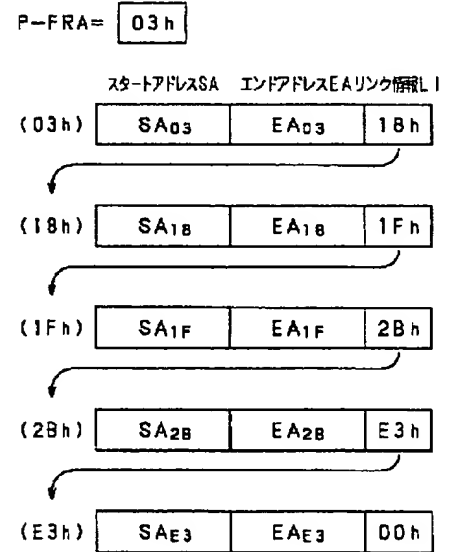 P-FRA= 03h
スタートアドレスSA エンドアドレスEA リンク情報LI
(03h) SA03 EA03 18h
(18h) SA18 EA18 1Fh
(1Fh) SA1F EA1F 2Bh
(2Bh) SA2B EA2B E3h
(E3h) SAE3 EAE3 00h